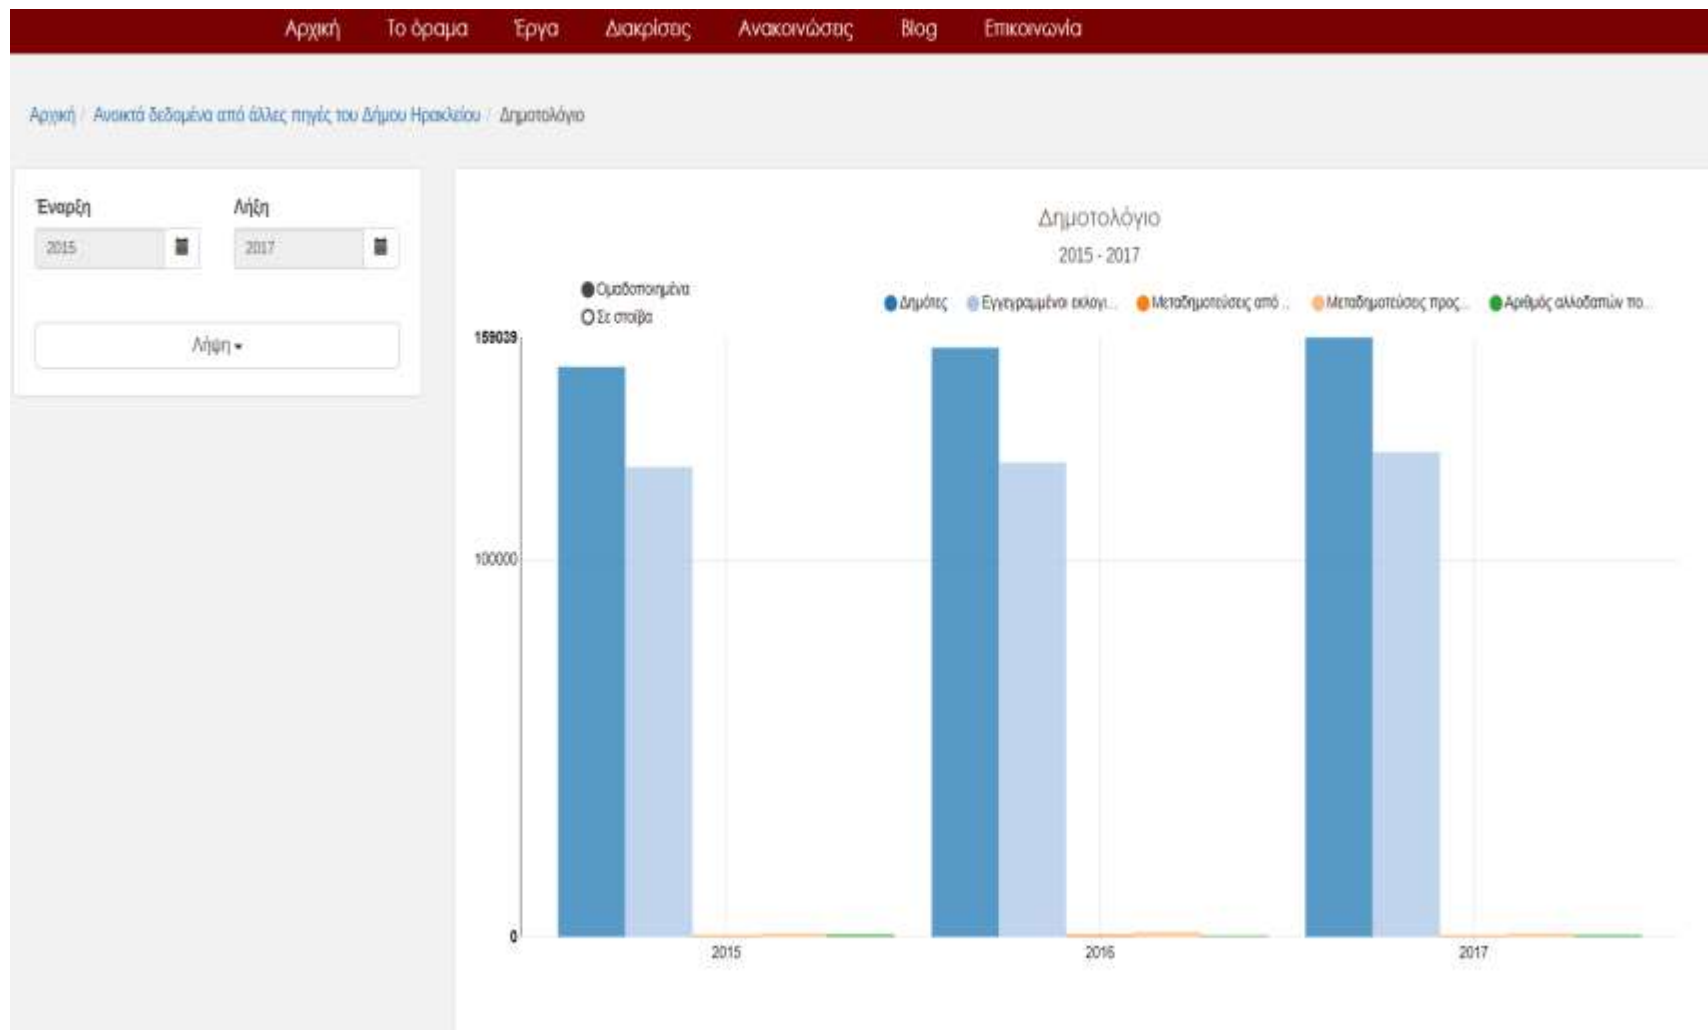 Αρχική Το όραμα Έργα Διακρίσεις Ανακοινώσεις Blog Επικοινωνία
Αρχική / Ανοικτά δεδομένα από άλλες πηγές του Δήμου Ηρακλείου / Δημοτολόγιο
Έναρξη Λήξη
2015 2017
Λήψη
Δημοτολόγιο
2015 - 2017
Ομαδοποιημένα
Σε στοίβα
Δημότες Εγγεγραμμένοι εκλογι... Μεταδημοτεύσεις από ... Μεταδημοτεύσεις προς... Αριθμός αλλοδαπών πο...
159039
100000
0
2015 2016 2017